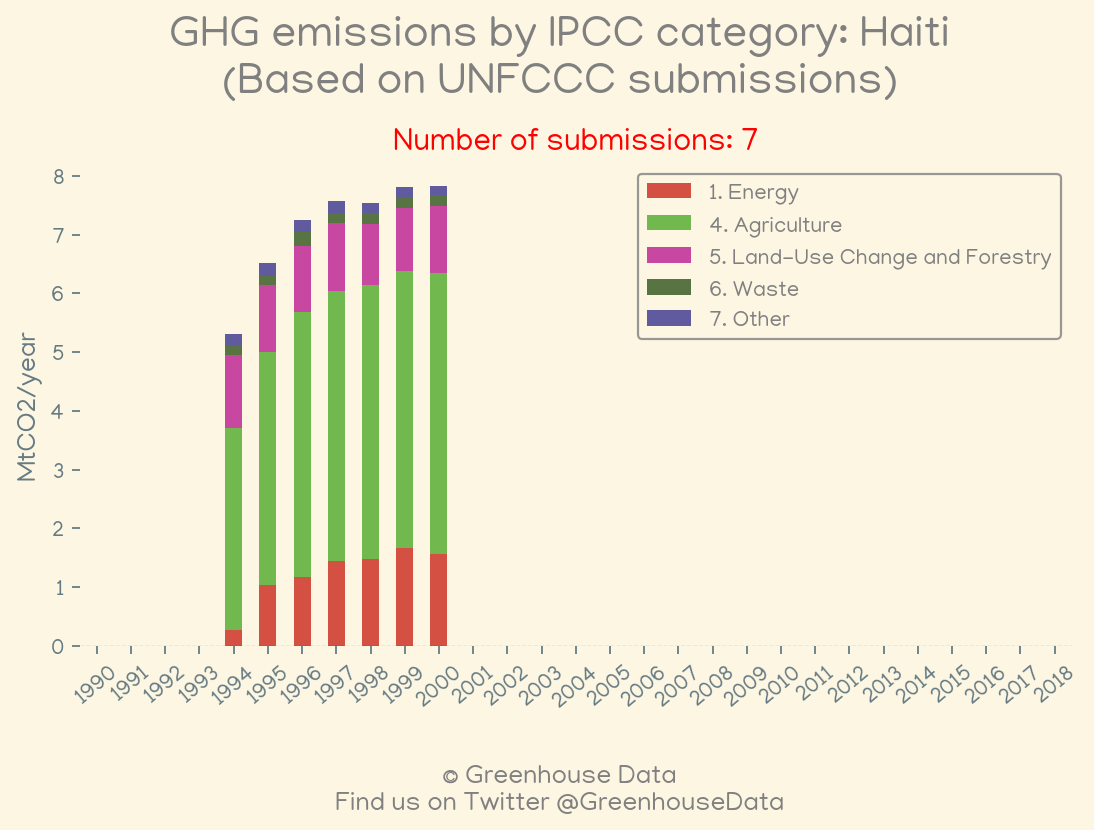 GHG emissions by IPCC category: Haiti
(Based on UNFCCC submissions)
Number of submissions: 7
1. Energy
4. Agriculture
5. Land-Use Change and Forestry
6. Waste
7. Other
MtCO2/year
8
7
6
5
4
3
2
1
0
1990 1991 1992 1993 1994 1995 1996 1997 1998 1999 2000 2001 2002 2003 2004 2005 2006 2007 2008 2009 2010 2011 2012 2013 2014 2015 2016 2017 2018
© Greenhouse Data
Find us on Twitter @GreenhouseData